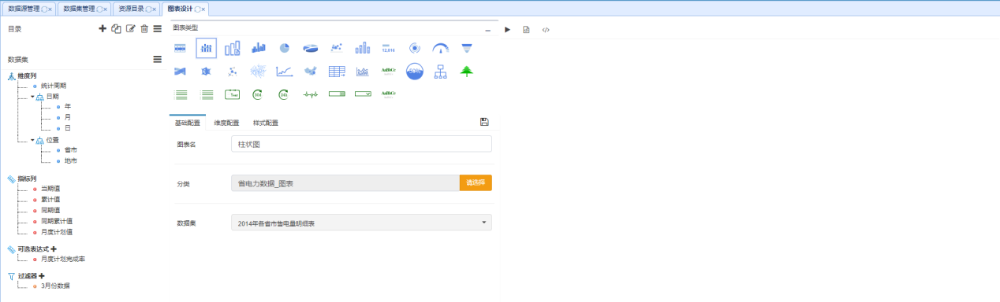 数据源管理 数据集管理 资源目录 图表设计
目录
数据集
维度列
统计周期
日期
年
月
日
位置
省市
地市
指标列
当期值
累计值
同期值
同期累计值
月度计划值
可选表达式
月度计划完成率
过滤器
3月份数据
图表类型
12,816
AaBbCc
50%
Year
30d
24h
AaBbCc
基础配置 维度配置 样式配置
图表名 柱状图
分类 省电力数据_图表 请选择
数据集 2014年各省市售电量明细表